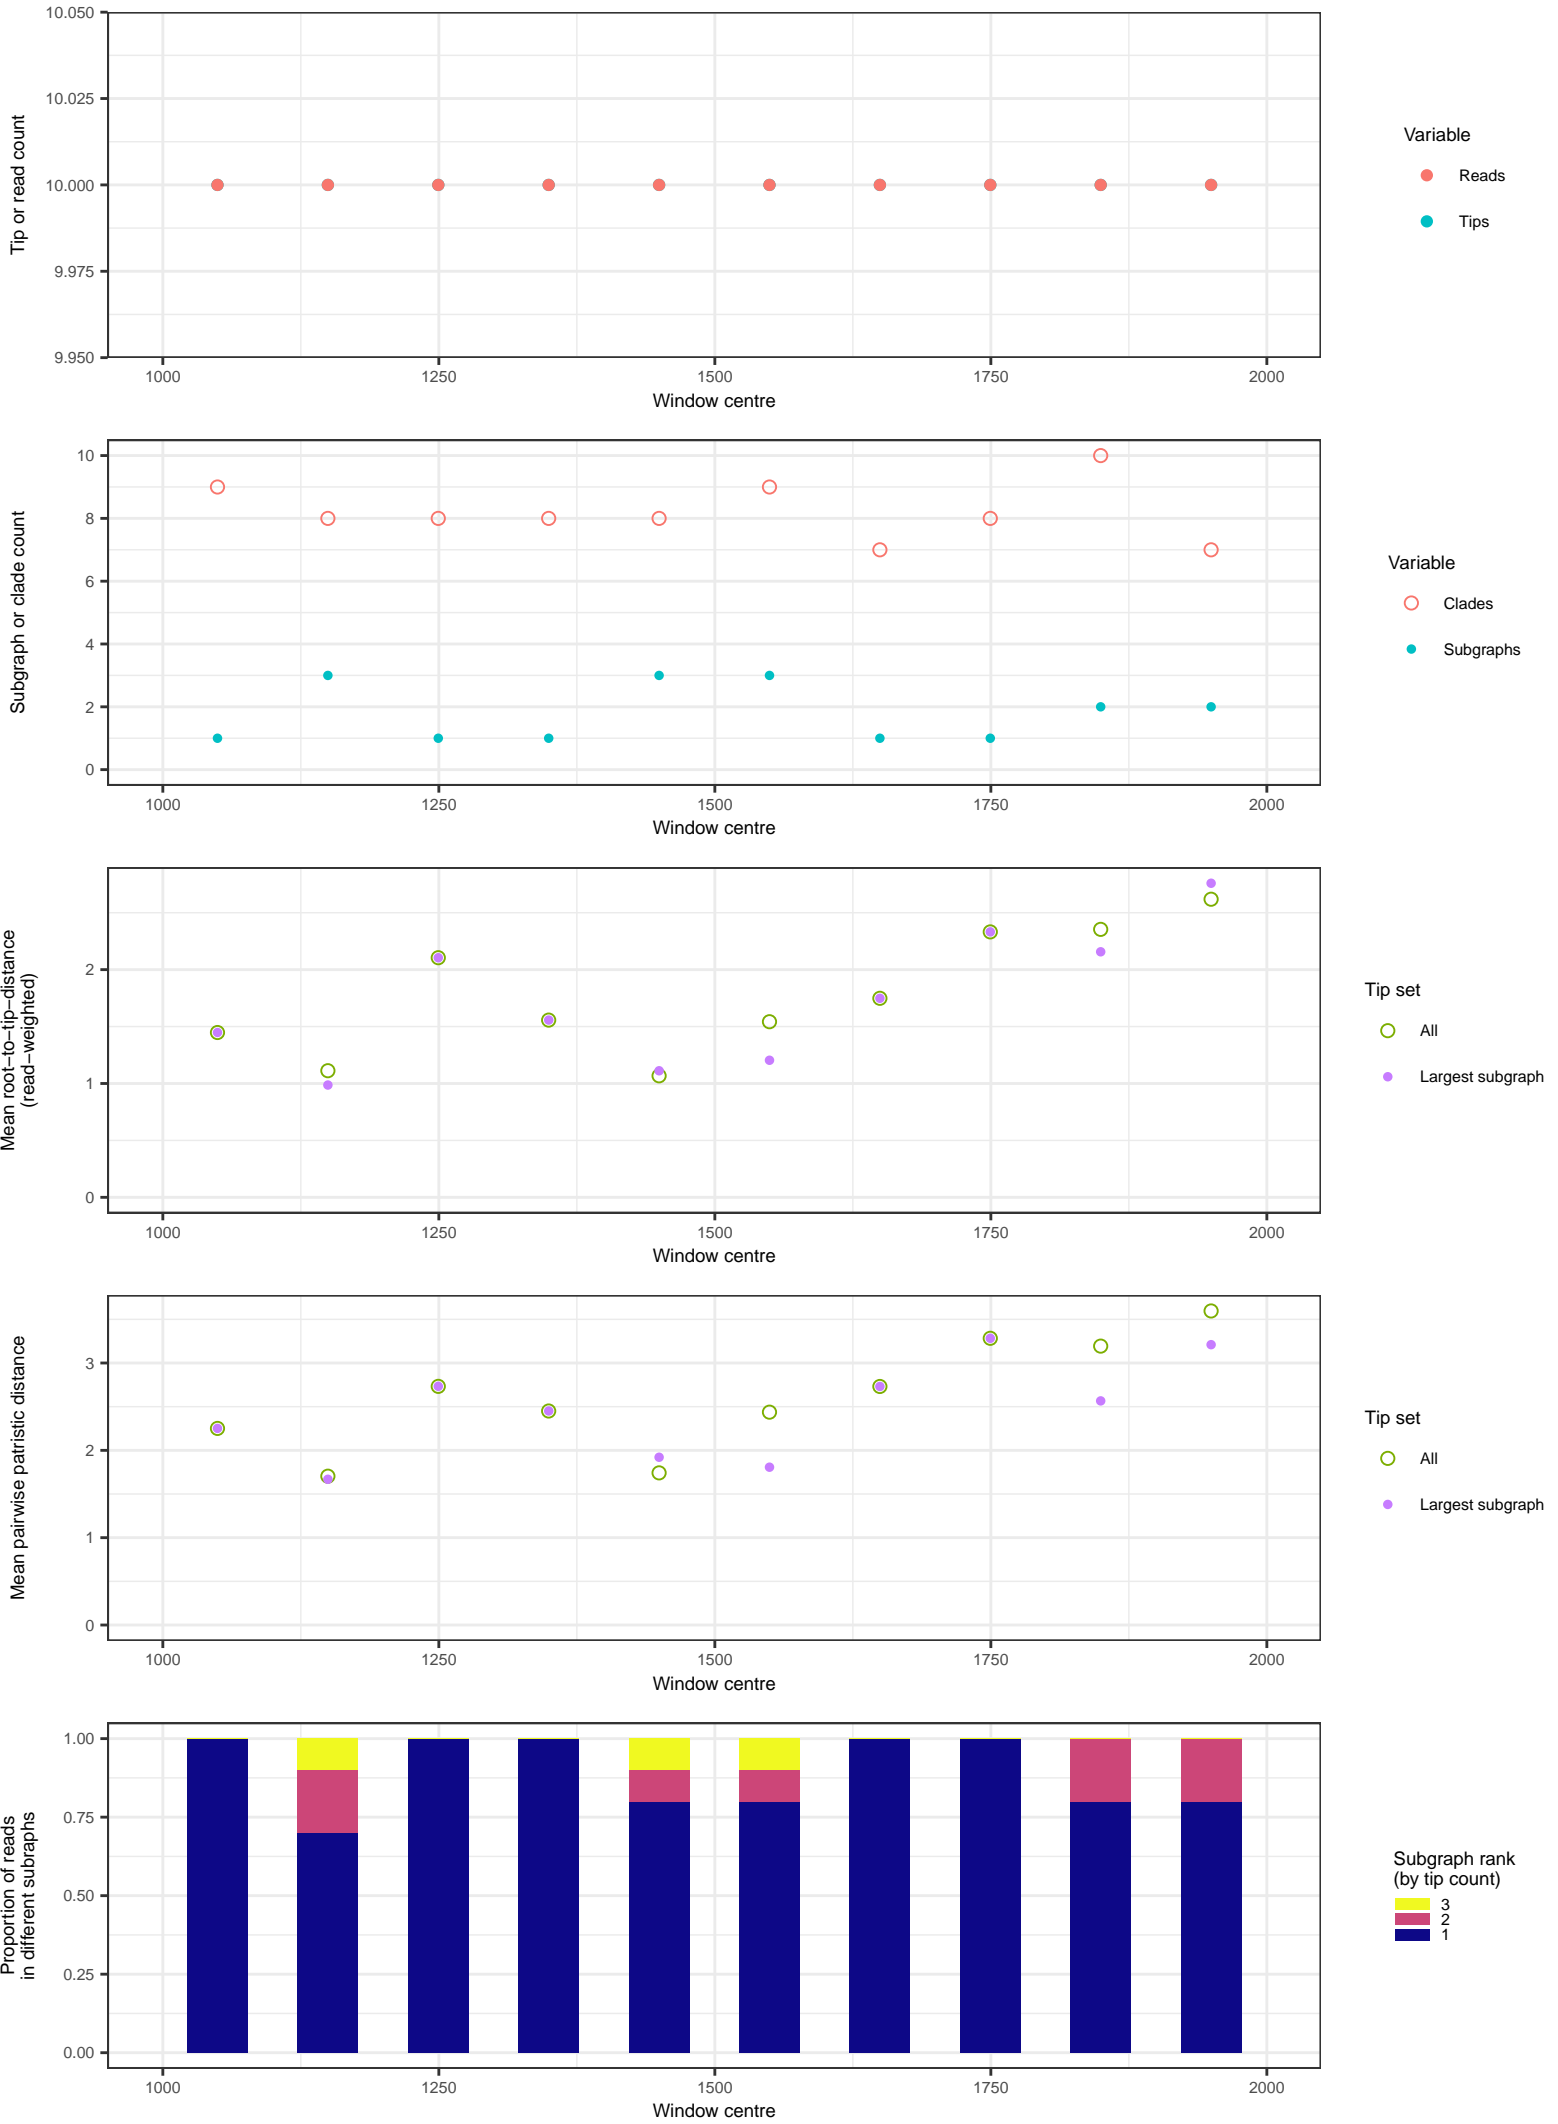 10.050
10.025
10.000
9.975
9.950
Tip or read count
1000 1250 1500 1750 2000
Window centre
Variable
Reads
Tips
10
8
6
4
2
0
Subgraph or clade count
1000 1250 1500 1750 2000
Window centre
Variable
Clades
Subgraphs
2
1
0
Mean root−to−tip−distance
(read−weighted)
1000 1250 1500 1750 2000
Window centre
Tip set
All
Largest subgraph
3
2
1
0
Mean pairwise patristic distance
1000 1250 1500 1750 2000
Window centre
Tip set
All
Largest subgraph
1.00
0.75
0.50
0.25
0.00
Proportion of reads
in different subraphs
1000 1250 1500 1750 2000
Window centre
Subgraph rank
(by tip count)
3
2
1